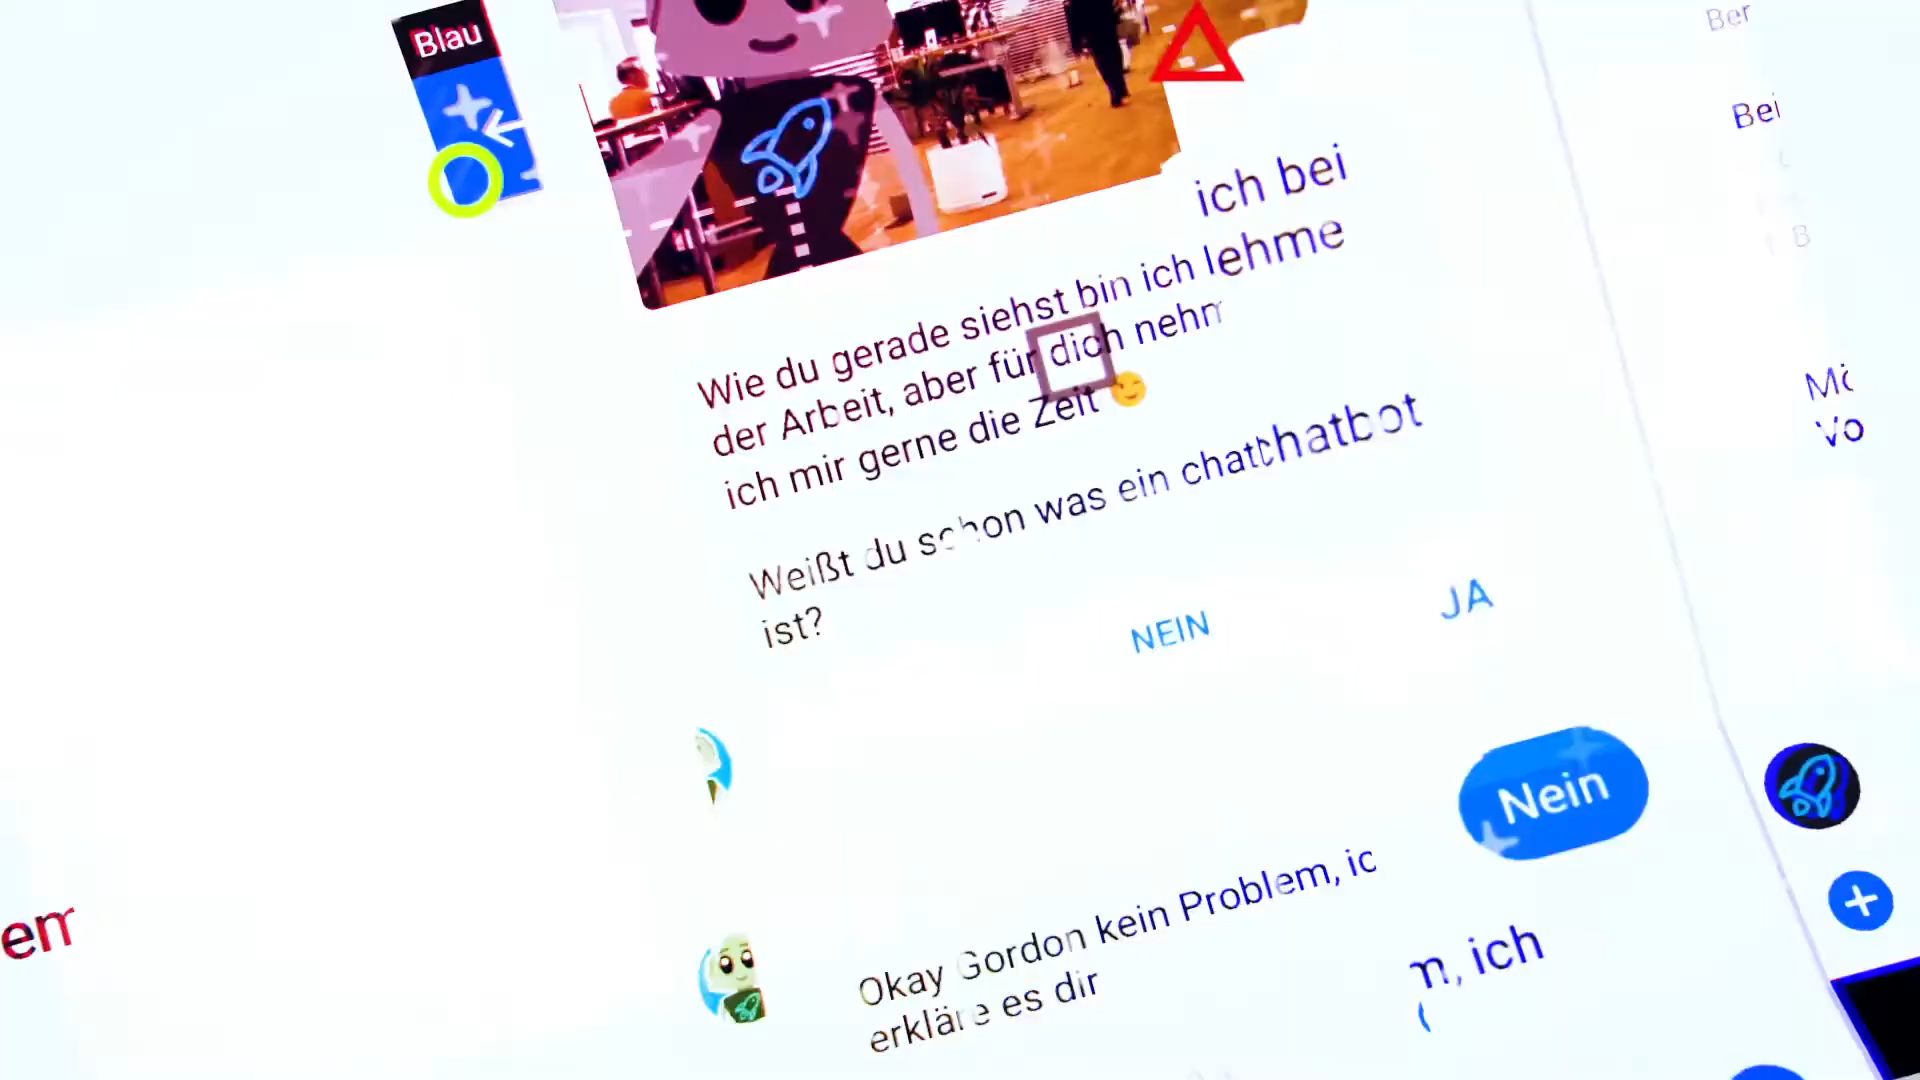 Blau
Ber
Bei
ich bei
lehme
Wie du gerade siehst bin ich
der Arbeit, aber für dich nehm
ich mir gerne die Zeit
Weißt du schon was ein chatchatbot
ist?
NEIN
JA
Nein
Okay Gordon kein Problem, ic
erkläre es dir
m, ich
Vo